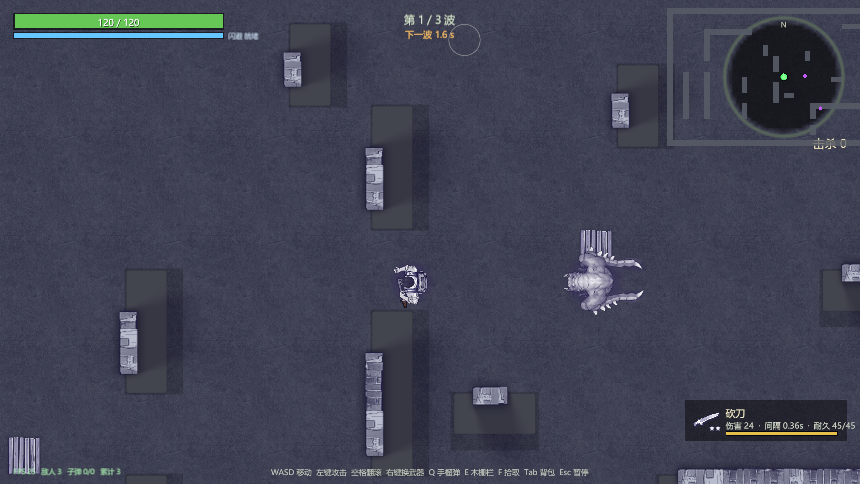 120 / 120
闪避 就绪
第 1 / 3 波
下一波 1.6 s
N
击杀 0
砍刀
伤害 24 · 间隔 0.36s · 耐久 45/45
★★
敌人 3 子弹 0/0 累计 3
WASD 移动 左键攻击 空格翻滚 右键换武器 Q 手榴弹 E 木栅栏 F 拾取 Tab 背包 Esc 暂停